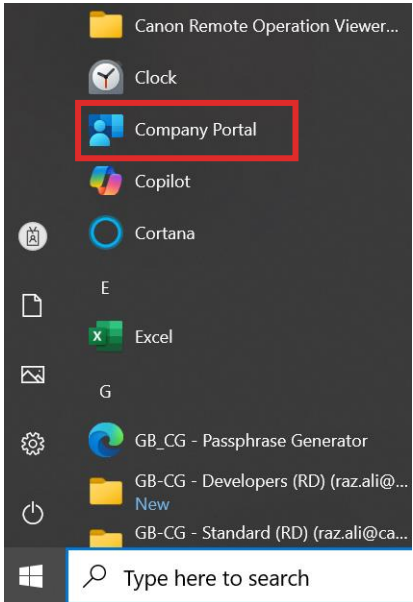 Canon Remote Operation Viewer...
Clock
Company Portal
Copilot
Cortana
E
Excel
G
GB_CG - Passphrase Generator
GB-CG - Developers (RD) (raz.ali@...
New
GB-CG - Standard (RD) (raz.ali@ca...
Type here to search